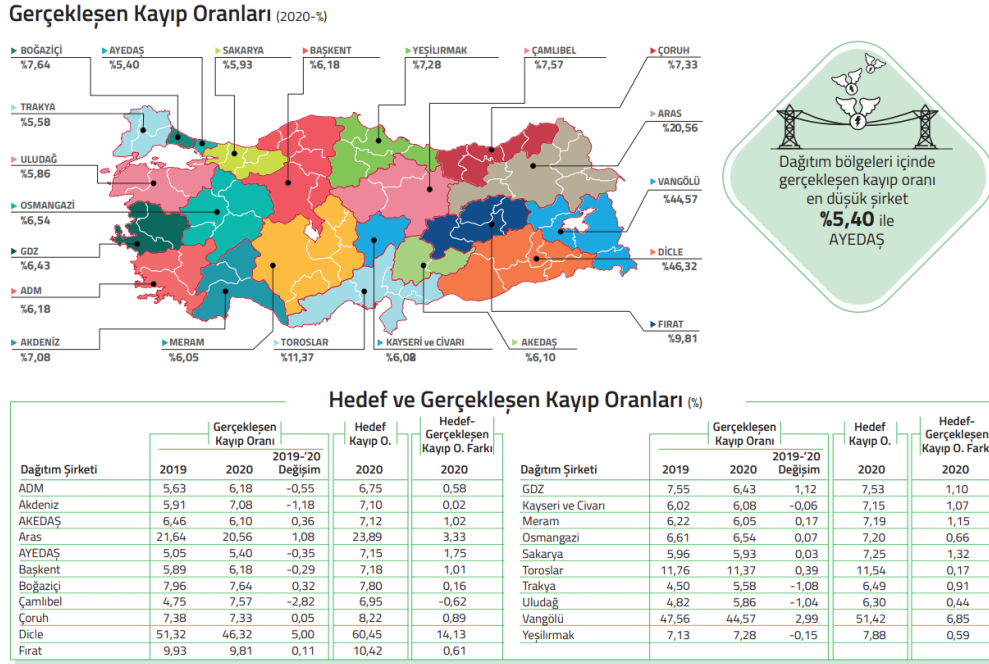 Gerçekleşen Kayıp Oranları (2020-%)
BOĞAZİÇİ
%7,64
AYEDAŞ
%5,40
SAKARYA
%5,93
BAŞKENT
%6,18
YEŞİLIRMAK
%7,28
ÇAMLIBEL
%7,57
ÇORUH
%7,33
TRAKYA
%5,58
ARAS
%20,56
ULUDAĞ
%5,86
VANGÖLÜ
%44,57
OSMANGAZİ
%6,54
GDZ
%6,43
DİCLE
%46,32
ADM
%6,18
FIRAT
%9,81
AKDENİZ
%7,08
MERAM
%6,05
TOROSLAR
%11,37
KAYSERİ ve CİVARI
%6,08
AKEDAŞ
%6,10
Dağıtım bölgeleri içinde
gerçekleşen kayıp oranı
en düşük şirket
%5,40 ile
AYEDAŞ
Hedef ve Gerçekleşen Kayıp Oranları (%)
Gerçekleşen Kayıp Oranı Hedef Kayıp O. Hedef-Gerçekleşen Kayıp O. Farkı
Dağıtım Şirketi 2019 2020 2019-'20 Değişim 2020 2020
ADM 5,63 6,18 -0,55 6,75 0,58
Akdeniz 5,91 7,08 -1,18 7,10 0,02
AKEDAŞ 6,46 6,10 0,36 7,12 1,02
Aras 21,64 20,56 1,08 23,89 3,33
AYEDAŞ 5,05 5,40 -0,35 7,15 1,75
Başkent 5,89 6,18 -0,29 7,18 1,01
Boğaziçi 7,96 7,64 0,32 7,80 0,16
Çamlıbel 4,75 7,57 -2,82 6,95 -0,62
Çoruh 7,38 7,33 0,05 8,22 0,89
Dicle 51,32 46,32 5,00 60,45 14,13
Fırat 9,93 9,81 0,11 10,42 0,61
Gerçekleşen Kayıp Oranı Hedef Kayıp O. Hedef-Gerçekleşen Kayıp O. Farkı
Dağıtım Şirketi 2019 2020 2019-'20 Değişim 2020 2020
GDZ 7,55 6,43 1,12 7,53 1,10
Kayseri ve Civarı 6,02 6,08 -0,06 7,15 1,07
Meram 6,22 6,05 0,17 7,19 1,15
Osmangazi 6,61 6,54 0,07 7,20 0,66
Sakarya 5,96 5,93 0,03 7,25 1,32
Toroslar 11,76 11,37 0,39 11,54 0,17
Trakya 4,50 5,58 -1,08 6,49 0,91
Uludağ 4,82 5,86 -1,04 6,30 0,44
Vangölü 47,56 44,57 2,99 51,42 6,85
Yeşilırmak 7,13 7,28 -0,15 7,88 0,59